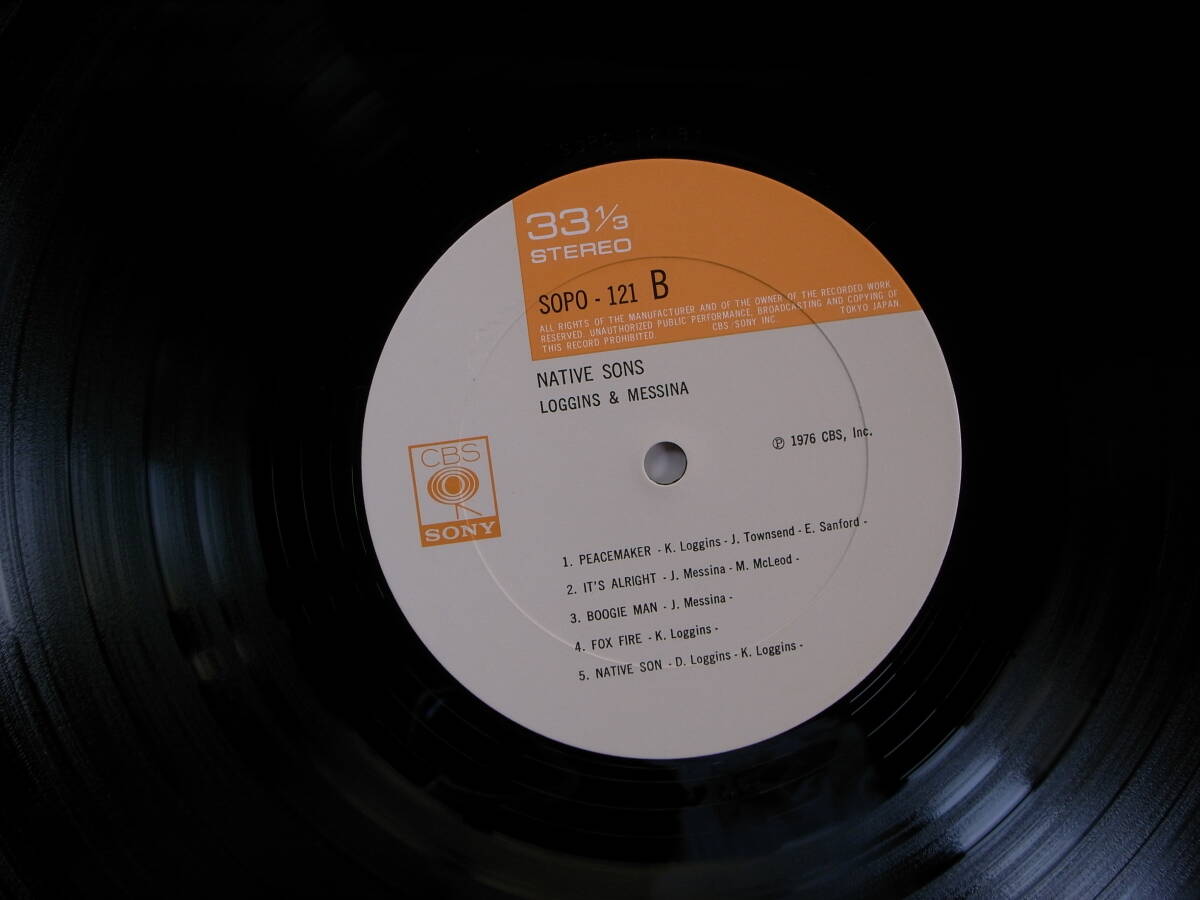 33 1/3
STEREO
SOPO - 121 B
ALL RIGHTS OF THE MANUFACTURER AND OF THE OWNER OF THE RECORDED WORK
RESERVED. UNAUTHORIZED PUBLIC PERFORMANCE, BROADCASTING AND COPYING OF
THIS RECORD PROHIBITED. CBS/SONY INC. TOKYO JAPAN.
NATIVE SONS
LOGGINS & MESSINA
℗ 1976 CBS, Inc.
CBS
SONY
1. PEACEMAKER - K. Loggins - J. Townsend - E. Sanford -
2. IT'S ALRIGHT - J. Messina - M. McLeod -
3. BOOGIE MAN - J. Messina -
4. FOX FIRE - K. Loggins -
5. NATIVE SON - D. Loggins - K. Loggins -